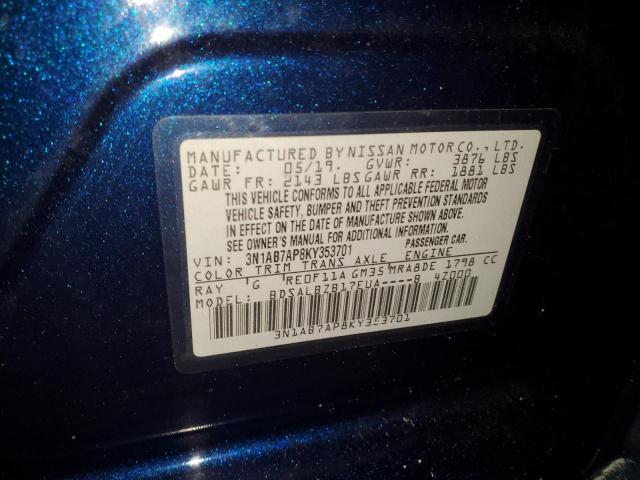 MANUFACTURED BY NISSAN MOTOR CO., LTD.
DATE: 05/19. GVWR: 3876 LBS
GAWR FR: 2143 LBS GAWR RR: 1881 LBS
THIS VEHICLE CONFORMS TO ALL APPLICABLE FEDERAL MOTOR
VEHICLE SAFETY, BUMPER AND THEFT PREVENTION STANDARDS
IN EFFECT ON THE DATE OF MANUFACTURE SHOWN ABOVE.
SEE OWNER'S MANUAL FOR ADDITIONAL INFORMATION.
VIN: 3N1AB7AP8KY353701 PASSENGER CAR.
COLOR TRIM TRANS AXLE ENGINE
RAY G RE0F11A GM35 MRA8DE 1798 CC
MODEL: BDSALBZB17EUA----B 4Z000
3N1AB7AP8KY353701